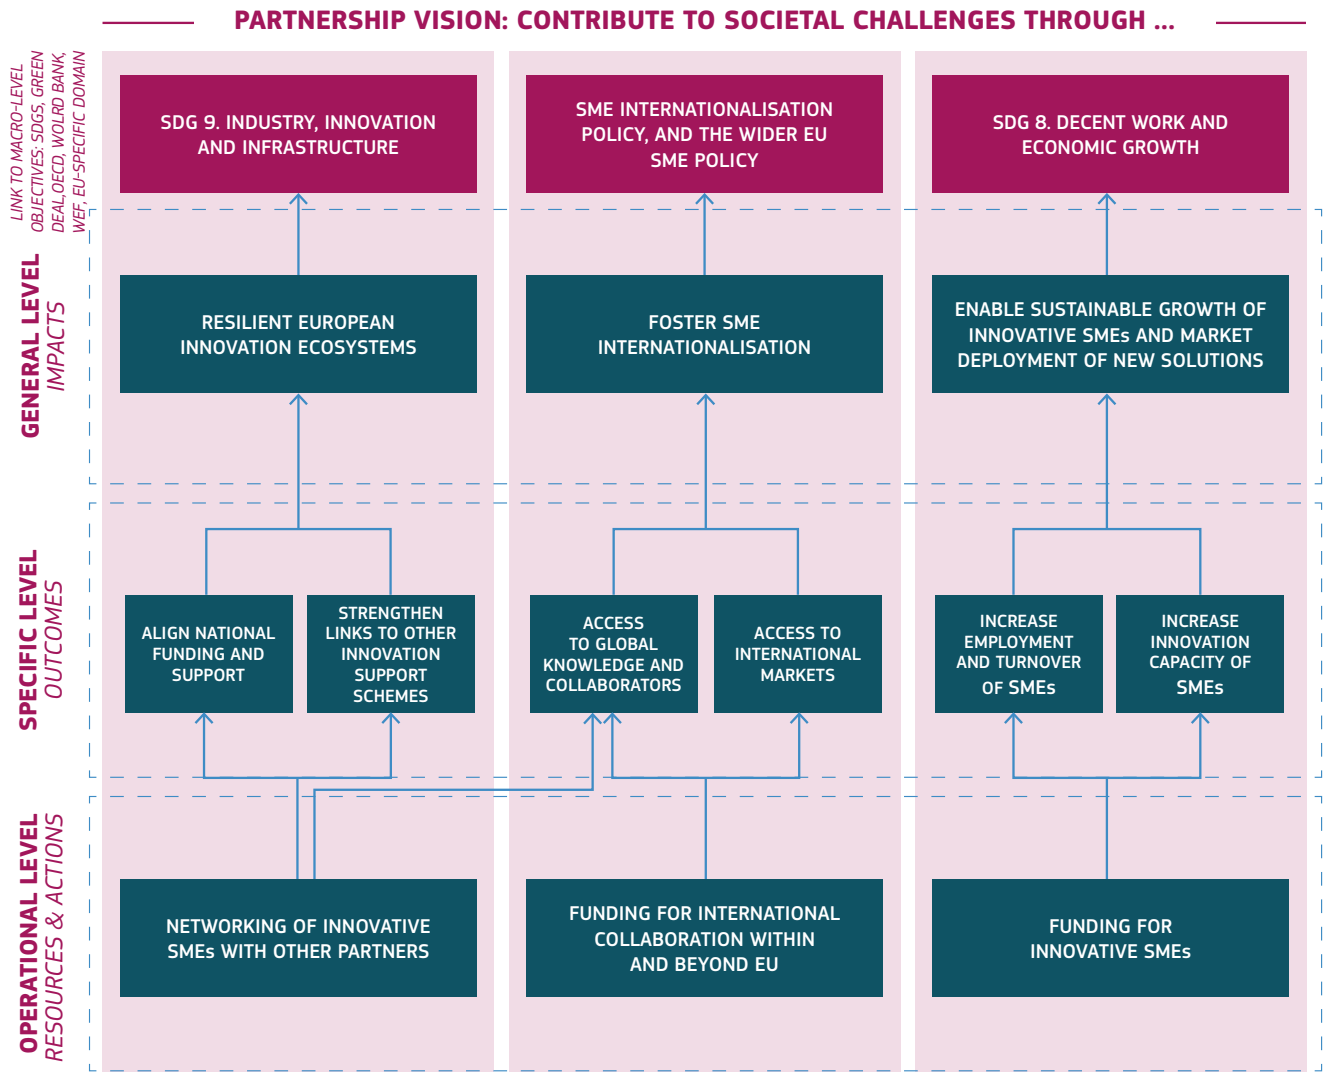 PARTNERSHIP VISION: CONTRIBUTE TO SOCIETAL CHALLENGES THROUGH ...
LINK TO MACRO-LEVEL
OBJECTIVES: SDGS, GREEN
DEAL,OECD, WOLRD BANK,
WEF, EU-SPECIFIC DOMAIN
SDG 9. INDUSTRY, INNOVATION
AND INFRASTRUCTURE
SME INTERNATIONALISATION
POLICY, AND THE WIDER EU
SME POLICY
SDG 8. DECENT WORK AND
ECONOMIC GROWTH
GENERAL LEVEL
IMPACTS
RESILIENT EUROPEAN
INNOVATION ECOSYSTEMS
FOSTER SME
INTERNATIONALISATION
ENABLE SUSTAINABLE GROWTH OF
INNOVATIVE SMEs AND MARKET
DEPLOYMENT OF NEW SOLUTIONS
SPECIFIC LEVEL
OUTCOMES
ALIGN NATIONAL
FUNDING AND
SUPPORT
STRENGTHEN
LINKS TO OTHER
INNOVATION
SUPPORT
SCHEMES
ACCESS
TO GLOBAL
KNOWLEDGE AND
COLLABORATORS
ACCESS TO
INTERNATIONAL
MARKETS
INCREASE
EMPLOYMENT
AND TURNOVER
OF SMEs
INCREASE
INNOVATION
CAPACITY OF
SMEs
OPERATIONAL LEVEL
RESOURCES & ACTIONS
NETWORKING OF INNOVATIVE
SMEs WITH OTHER PARTNERS
FUNDING FOR INTERNATIONAL
COLLABORATION WITHIN
AND BEYOND EU
FUNDING FOR
INNOVATIVE SMEs